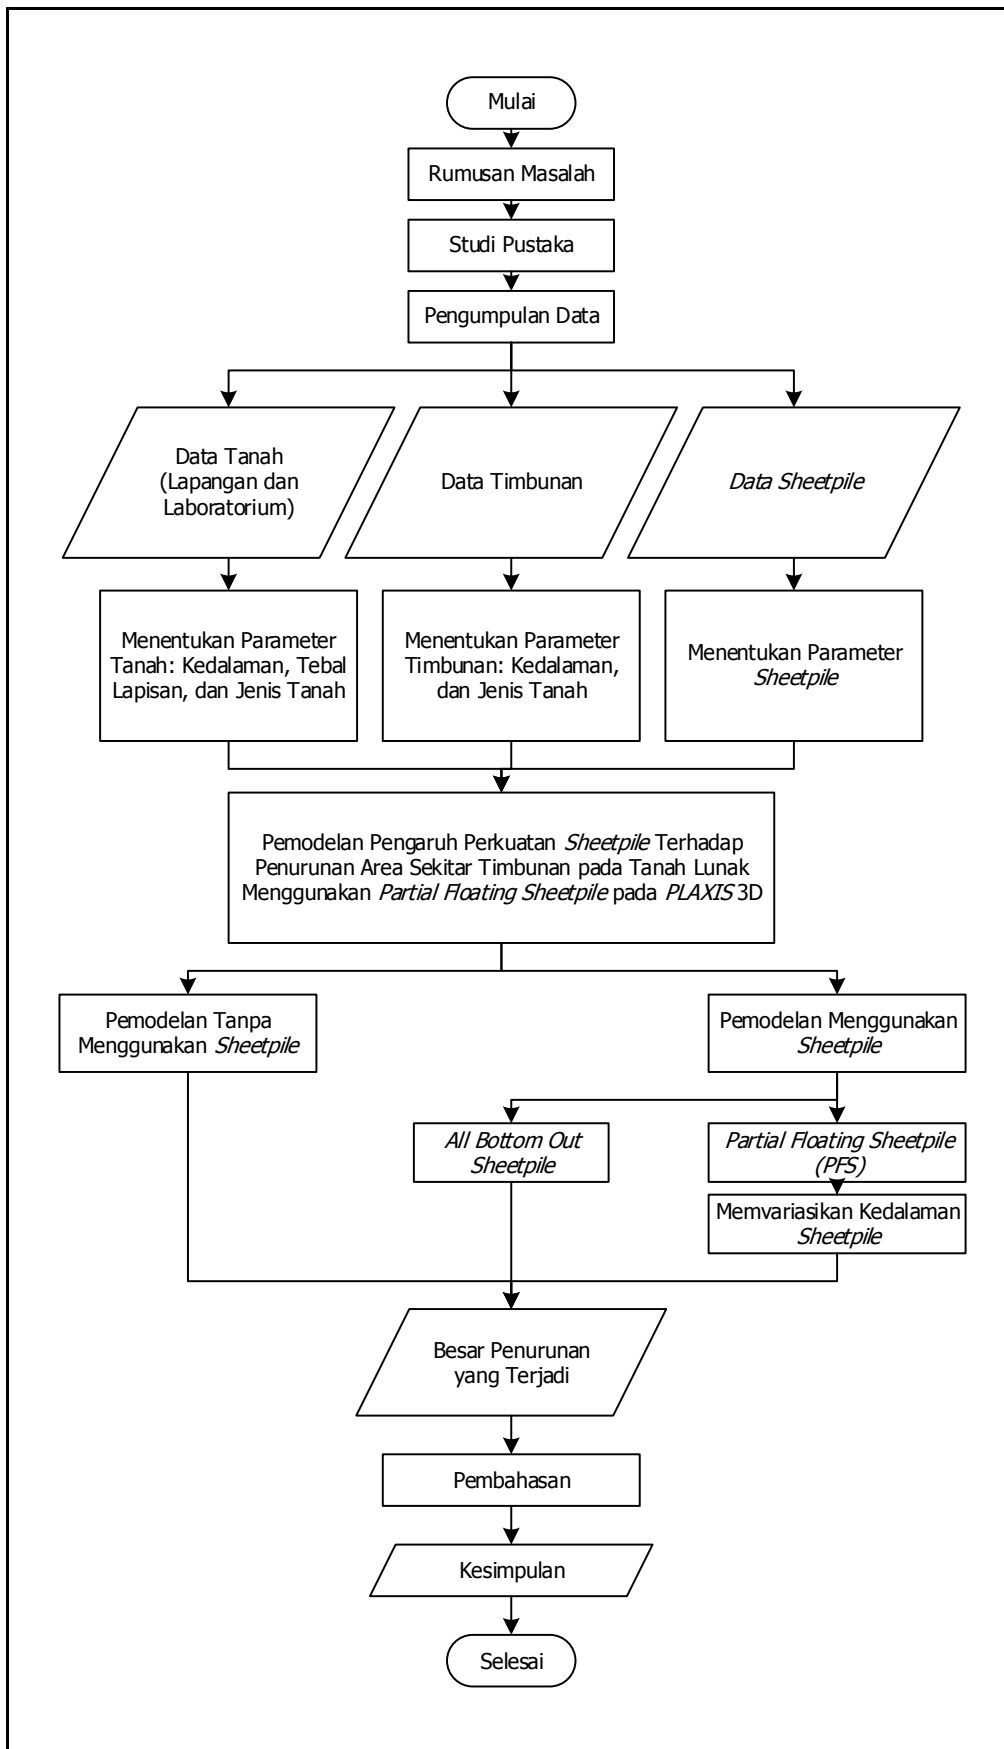 Mulai
Rumusan Masalah
Studi Pustaka
Pengumpulan Data
Data Tanah
(Lapangan dan
Laboratorium)
Data Timbunan
Data Sheetpile
Menentukan Parameter
Tanah: Kedalaman, Tebal
Lapisan, dan Jenis Tanah
Menentukan Parameter
Timbunan: Kedalaman,
dan Jenis Tanah
Menentukan Parameter
Sheetpile
Pemodelan Pengaruh Perkuatan Sheetpile Terhadap
Penurunan Area Sekitar Timbunan pada Tanah Lunak
Menggunakan Partial Floating Sheetpile pada PLAXIS 3D
Pemodelan Tanpa
Menggunakan Sheetpile
Pemodelan Menggunakan
Sheetpile
All Bottom Out
Sheetpile
Partial Floating Sheetpile
(PFS)
Memvariasikan Kedalaman
Sheetpile
Besar Penurunan
yang Terjadi
Pembahasan
Kesimpulan
Selesai